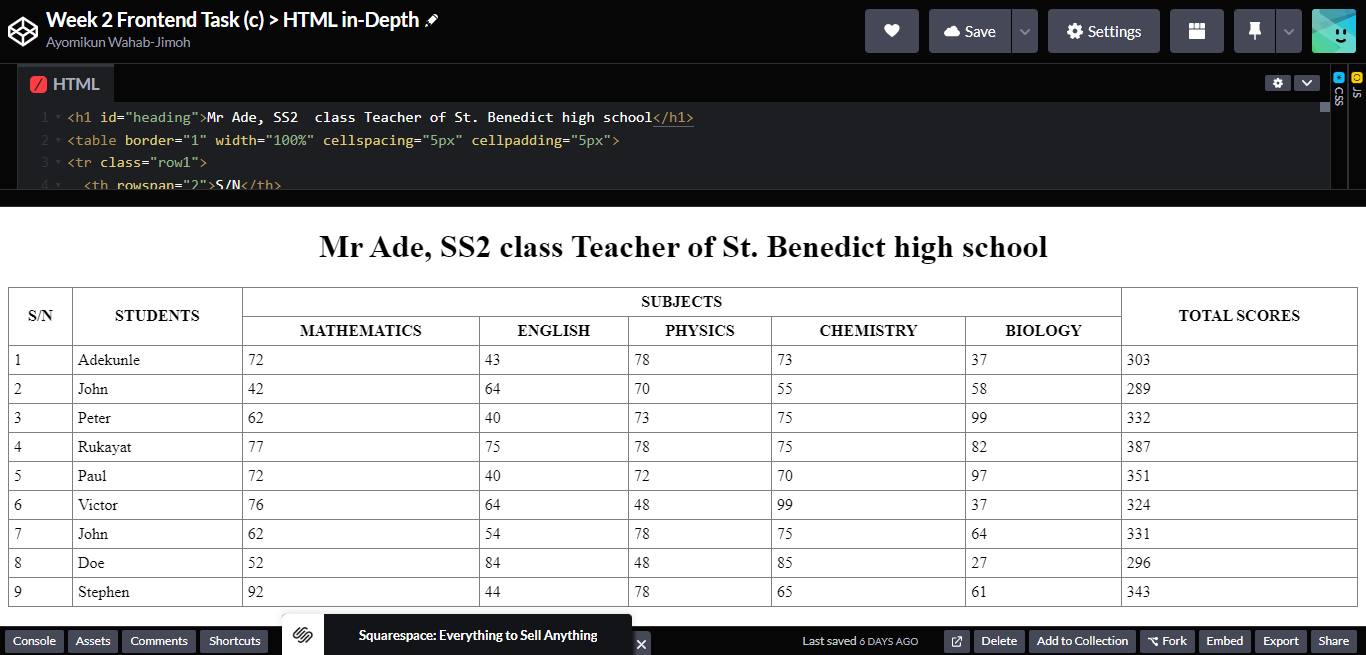 Week 2 Frontend Task (c) > HTML in-Depth
Ayomikun Wahab-Jimoh
Save
Settings
HTML
CSS
JS
1 <h1 id="heading">Mr Ade, SS2  class Teacher of St. Benedict high school</h1>
2 <table border="1" width="100%" cellspacing="5px" cellpadding="5px">
3 <tr class="row1">
4 <th rowspan="2">S/N</th>
Mr Ade, SS2 class Teacher of St. Benedict high school
S/N STUDENTS SUBJECTS TOTAL SCORES
MATHEMATICS ENGLISH PHYSICS CHEMISTRY BIOLOGY
1 Adekunle 72 43 78 73 37 303
2 John 42 64 70 55 58 289
3 Peter 62 40 73 75 99 332
4 Rukayat 77 75 78 75 82 387
5 Paul 72 40 72 70 97 351
6 Victor 76 64 48 99 37 324
7 John 62 54 78 75 64 331
8 Doe 52 84 48 85 27 296
9 Stephen 92 44 78 65 61 343
Console Assets Comments Shortcuts Squarespace: Everything to Sell Anything Last saved 6 DAYS AGO Delete Add to Collection Fork Embed Export Share